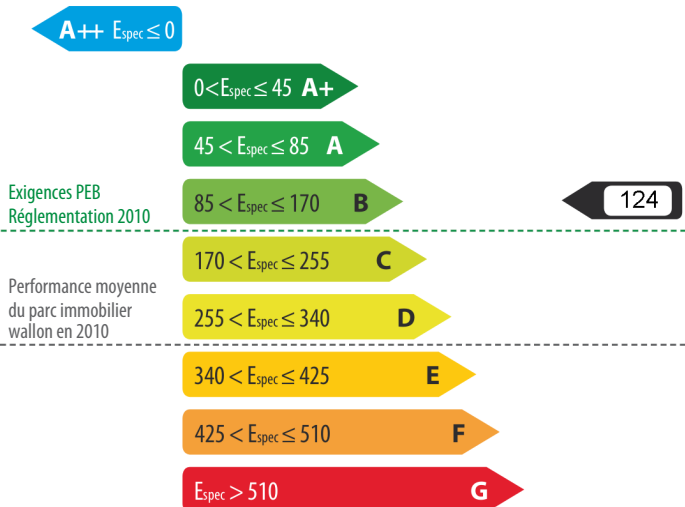 A++ Espec ≤ 0
0<Espec ≤ 45 A+
45 < Espec ≤ 85 A
Exigences PEB
Réglementation 2010
85 < Espec ≤ 170 B
124
170 < Espec ≤ 255 C
Performance moyenne
du parc immobilier
wallon en 2010
255 < Espec ≤ 340 D
340 < Espec ≤ 425 E
425 < Espec ≤ 510 F
Espec > 510 G